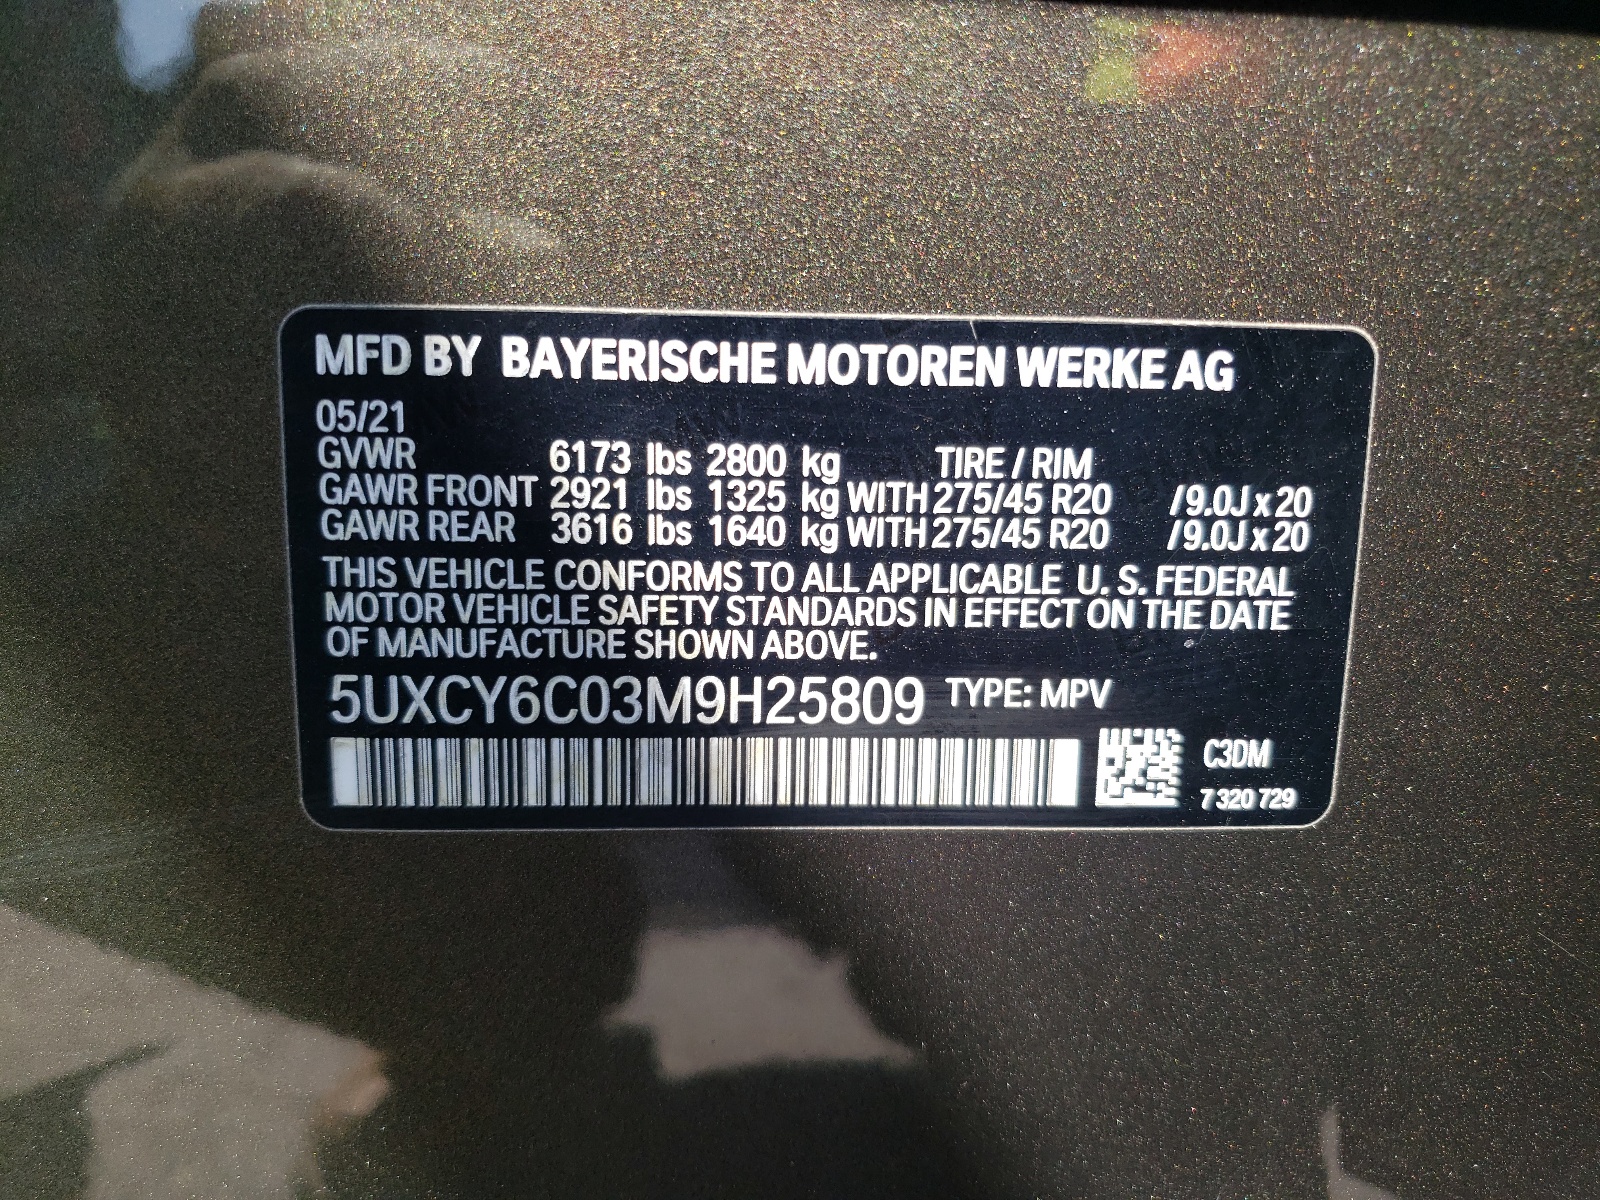 MFD BY BAYERISCHE MOTOREN WERKE AG
05/21
GVWR 6173 lbs 2800 kg TIRE / RIM
GAWR FRONT 2921 lbs 1325 kg WITH 275/45 R20 /9.0J x 20
GAWR REAR 3616 lbs 1640 kg WITH 275/45 R20 /9.0J x 20
THIS VEHICLE CONFORMS TO ALL APPLICABLE U. S. FEDERAL
MOTOR VEHICLE SAFETY STANDARDS IN EFFECT ON THE DATE
OF MANUFACTURE SHOWN ABOVE.
5UXCY6C03M9H25809 TYPE: MPV
C3DM
7 320 729